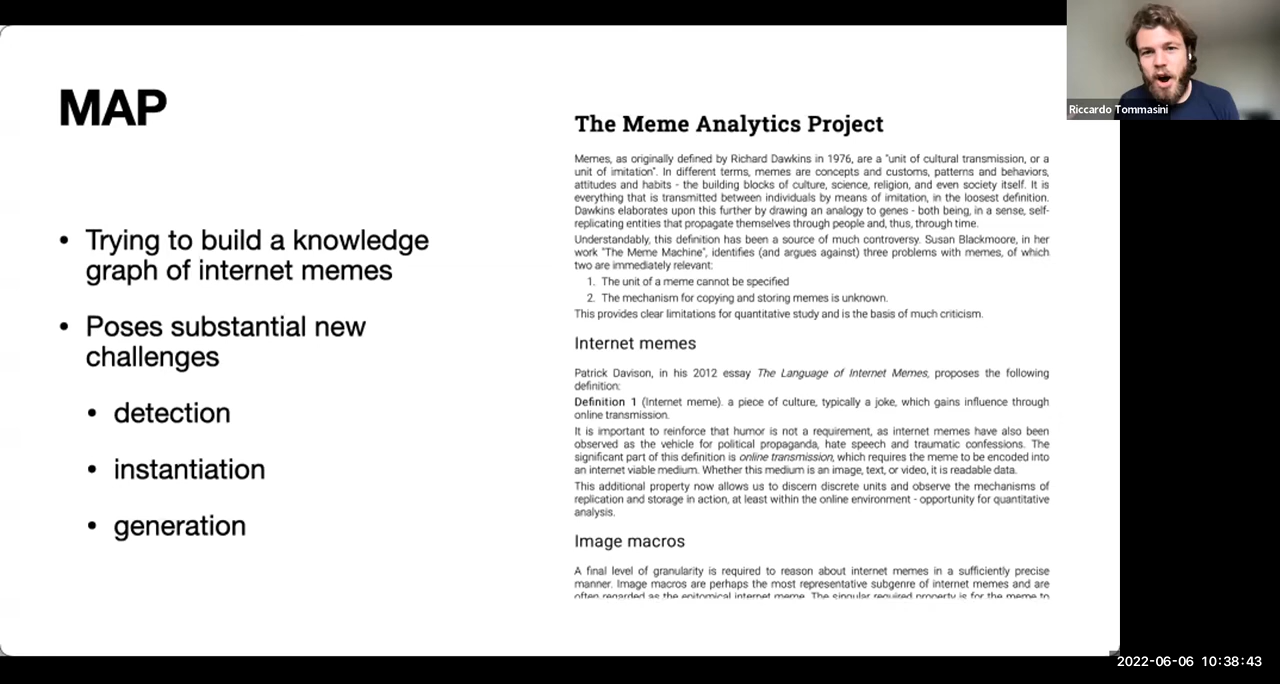 MAP
• Trying to build a knowledge
graph of internet memes
• Poses substantial new
challenges
• detection
• instantiation
• generation
The Meme Analytics Project
Memes, as originally defined by Richard Dawkins in 1976, are a "unit of cultural transmission, or a
unit of imitation". In different terms, memes are concepts and customs, patterns and behaviors,
attitudes and habits - the building blocks of culture, science, religion, and even society itself. It is
everything that is transmitted between individuals by means of imitation, in the loosest definition.
Dawkins elaborates upon this further by drawing an analogy to genes - both being, in a sense, self-
replicating entities that propagate themselves through people and, thus, through time.
Understandably, this definition has been a source of much controversy. Susan Blackmoore, in her
work "The Meme Machine", identifies (and argues against) three problems with memes, of which
two are immediately relevant:
1. The unit of a meme cannot be specified
2. The mechanism for copying and storing memes is unknown.
This provides clear limitations for quantitative study and is the basis of much criticism.
Internet memes
Patrick Davison, in his 2012 essay The Language of Internet Memes, proposes the following
definition:
Definition 1 (Internet meme). a piece of culture, typically a joke, which gains influence through
online transmission.
It is important to reinforce that humor is not a requirement, as internet memes have also been
observed as the vehicle for political propaganda, hate speech and traumatic confessions. The
significant part of this definition is online transmission, which requires the meme to be encoded into
an internet viable medium. Whether this medium is an image, text, or video, it is readable data.
This additional property now allows us to discern discrete units and observe the mechanisms of
replication and storage in action, at least within the online environment - opportunity for quantitative
analysis.
Image macros
A final level of granularity is required to reason about internet memes in a sufficiently precise
manner. Image macros are perhaps the most representative subgenre of internet memes and are
often regarded as the epitomical internet meme. The singular required property is for the meme to
Riccardo Tommasini
2022-06-06 10:38:43